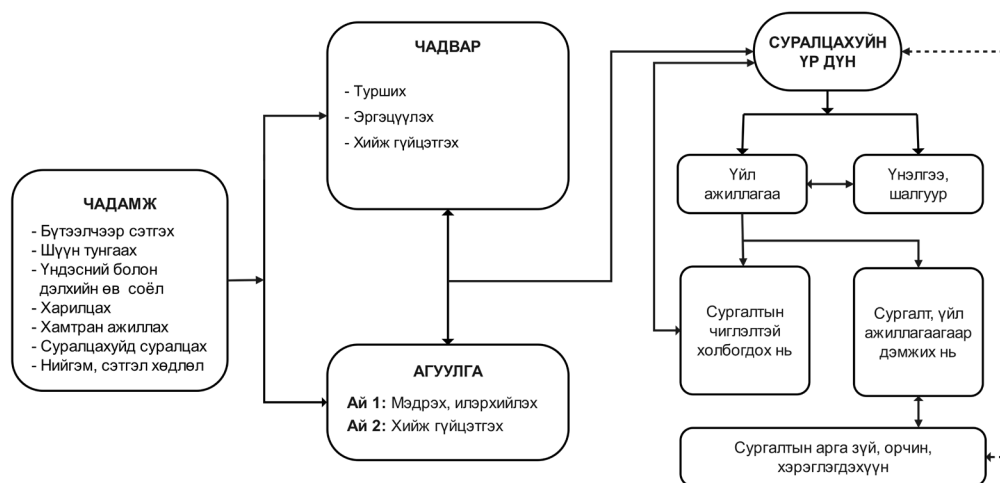 ЧАДАМЖ
- Бүтээлчээр сэтгэх
- Шүүн тунгаах
- Үндэсний болон
дэлхийн өв соёл
- Харилцах
- Хамтран ажиллах
- Суралцахуйд суралцах
- Нийгэм, сэтгэл хөдлөл
ЧАДВАР
- Турших
- Эргэцүүлэх
- Хийж гүйцэтгэх
АГУУЛГА
Ай 1: Мэдрэх, илэрхийлэх
Ай 2: Хийж гүйцэтгэх
СУРАЛЦАХУЙН
ҮР ДҮН
Үйл
ажиллагаа
Үнэлгээ,
шалгуур
Сургалтын
чиглэлтэй
холбогдох нь
Сургалт, үйл
ажиллагаагаар
дэмжих нь
Сургалтын арга зүй, орчин,
хэрэглэгдэхүүн